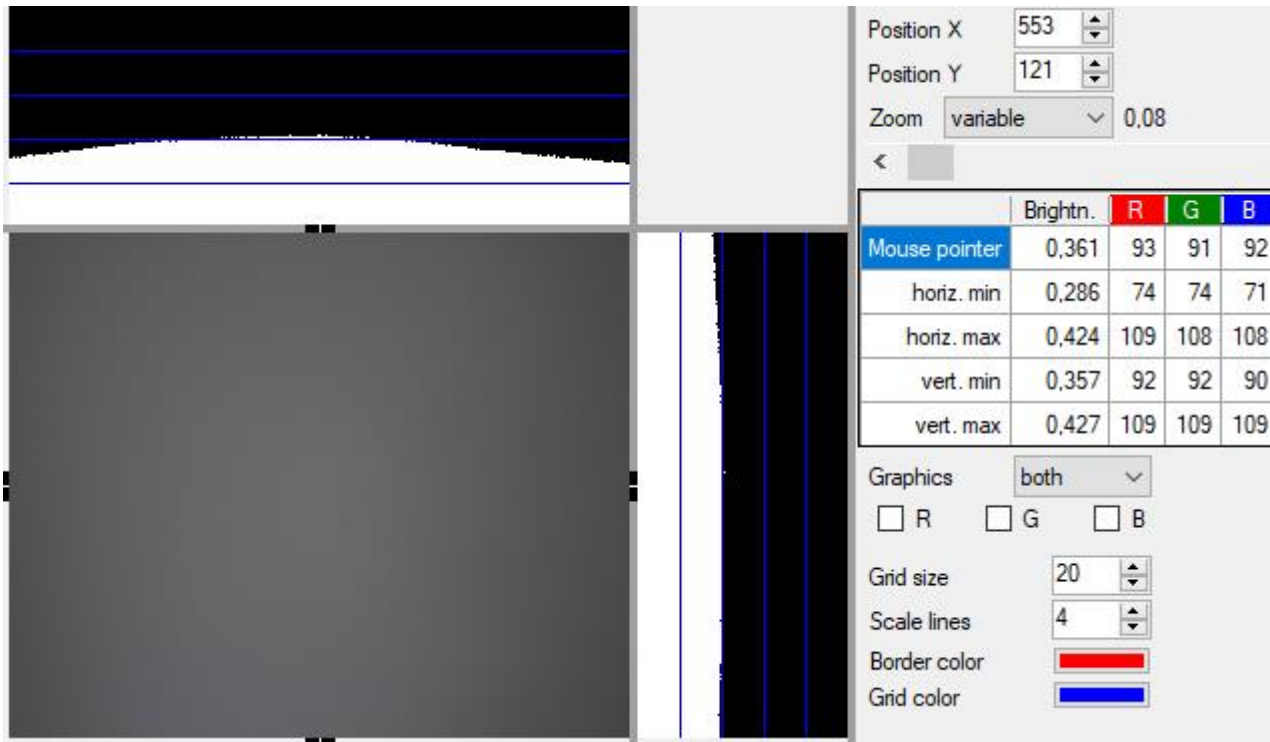 Position X 553
Position Y 121
Zoom variable 0,08
<
Brightn. R G B
Mouse pointer 0,361 93 91 92
horiz. min 0,286 74 74 71
horiz. max 0,424 109 108 108
vert. min 0,357 92 92 90
vert. max 0,427 109 109 109
Graphics both
R G B
Grid size 20
Scale lines 4
Border color
Grid color